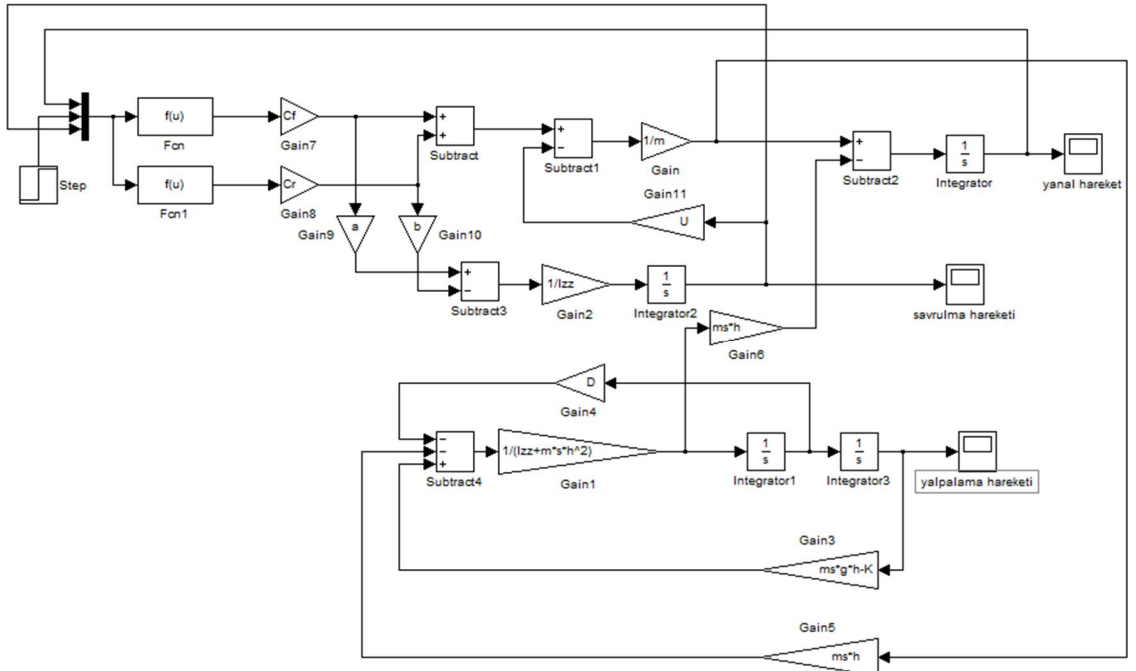 f(u)
Fcn
Cf
Gain7
+
+
Subtract
+
−
Subtract1
1/m
Gain
+
−
Subtract2
1
s
Integrator
yanal hareket
Step
f(u)
Fcn1
Cr
Gain8
a
Gain9
b
Gain10
Gain11
U
+
−
Subtract3
1/Izz
Gain2
1
s
Integrator2
savrulma hareketi
ms*h
Gain6
D
Gain4
−
−
+
Subtract4
1/(Izz+m*s*h^2)
Gain1
1
s
Integrator1
1
s
Integrator3
yalpalama hareketi
Gain3
ms*g*h-K
Gain5
ms*h